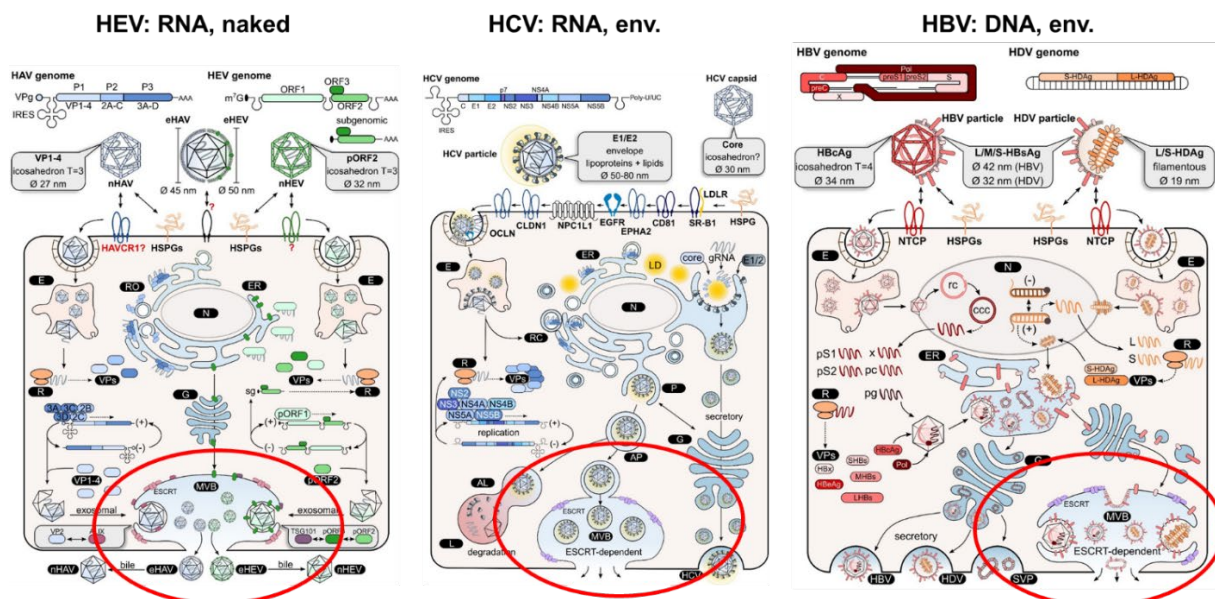 HEV: RNA, naked
HAV genome
P1 P2 P3
VPg
AAA
VP1-4 2A-C 3A-D
IRES
HEV genome
ORF3
m⁷G
ORF1
ORF2
AAA
subgenomic
AAA
eHAV
eHEV
VP1-4
icosahedron T=3
Ø 27 nm
nHAV
Ø 45 nm
Ø 50 nm
nHEV
pORF2
icosahedron T=3
Ø 32 nm
?
HAVCR1?
HSPGs
HSPGs
?
E
E
RO
ER
N
R
VPs
VPs
R
G
sg
3A 3C 2B
3D 2C
(+)
(-)
pORF1
(+)
(-)
VP1-4
pORF2
ESCRT
MVB
exosomal
exosomal
VP2
TSG101
pORF2
nHAV
bile
eHAV
eHEV
bile
nHEV
HCV: RNA, env.
HCV genome
p7 NS4A
Poly-U/UC
C E1 E2 NS2 NS3 NS4B NS5A NS5B
IRES
HCV capsid
HCV particle
E1/E2
envelope
lipoproteins + lipids
Ø 50-80 nm
Core
icosahedron?
Ø 30 nm
LDLR
OCLN
CLDN1
NPC1L1
EGFR
EPHA2
CD81
SR-B1
HSPG
E
ER
LD
core
gRNA
E1/2
N
RC
R
VPs
NS2
NS3 NS4A NS4B
NS5A NS5B
replication
(+)
(-)
P
secretory
G
AP
AL
ESCRT
MVB
L
degradation
ESCRT-dependent
HCV
HBV: DNA, env.
HBV genome
Pol
C
preS1 preS2 S
preC
X
HDV genome
S-HDAg L-HDAg
HBV particle
HDV particle
HBcAg
icosahedron T=4
Ø 34 nm
L/M/S-HBsAg
Ø 42 nm (HBV)
Ø 32 nm (HDV)
L/S-HDAg
filamentous
Ø 19 nm
NTCP
HSPGs
HSPGs
NTCP
E
E
N
rc
ccc
(-)
(+)
pS1 x
pS2 pc
ER
L
S
R
S-HDAg
L-HDAg
VPs
R
pg
VPs
HBx
HBeAg
SHBs
MHBs
LHBs
HBcAg
Pol
G
MVB
secretory
ESCRT-dependent
HBV
HDV
SVP